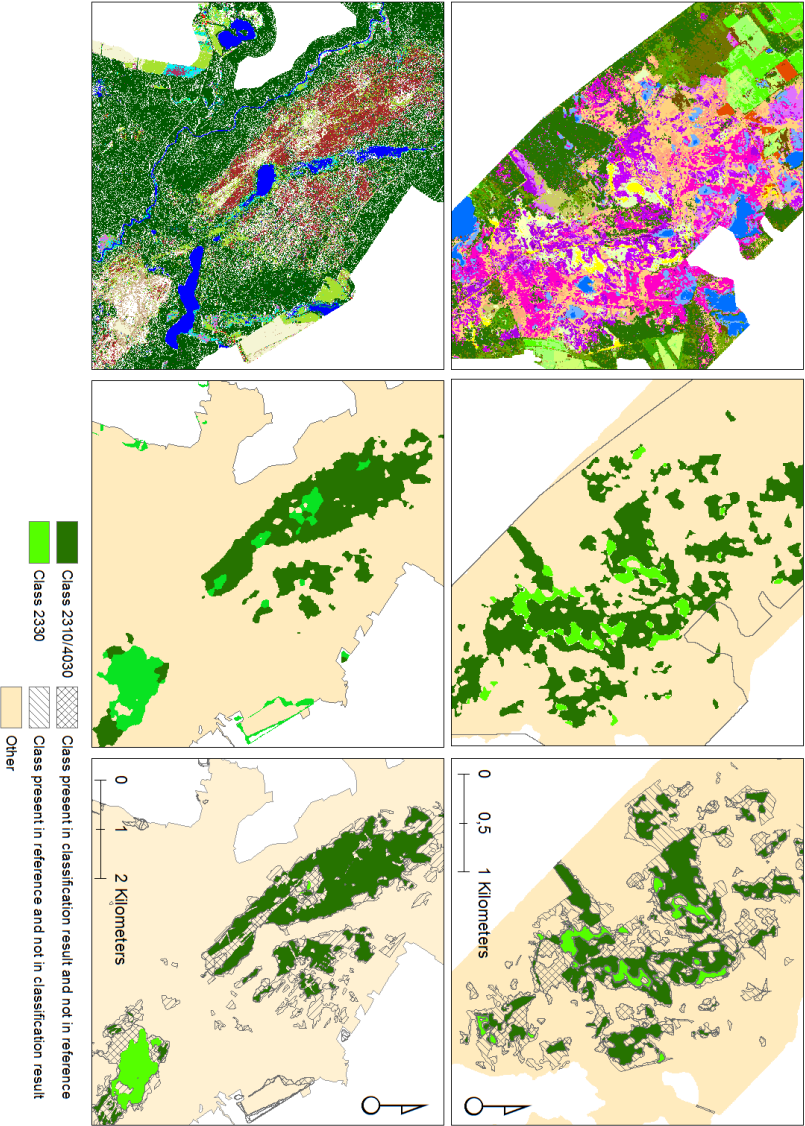 0 0,5 1 Kilometers
0 1 2 Kilometers
Class 2310/4030
Class present in classification result and not in reference
Class 2330
Class present in reference and not in classification result
Other